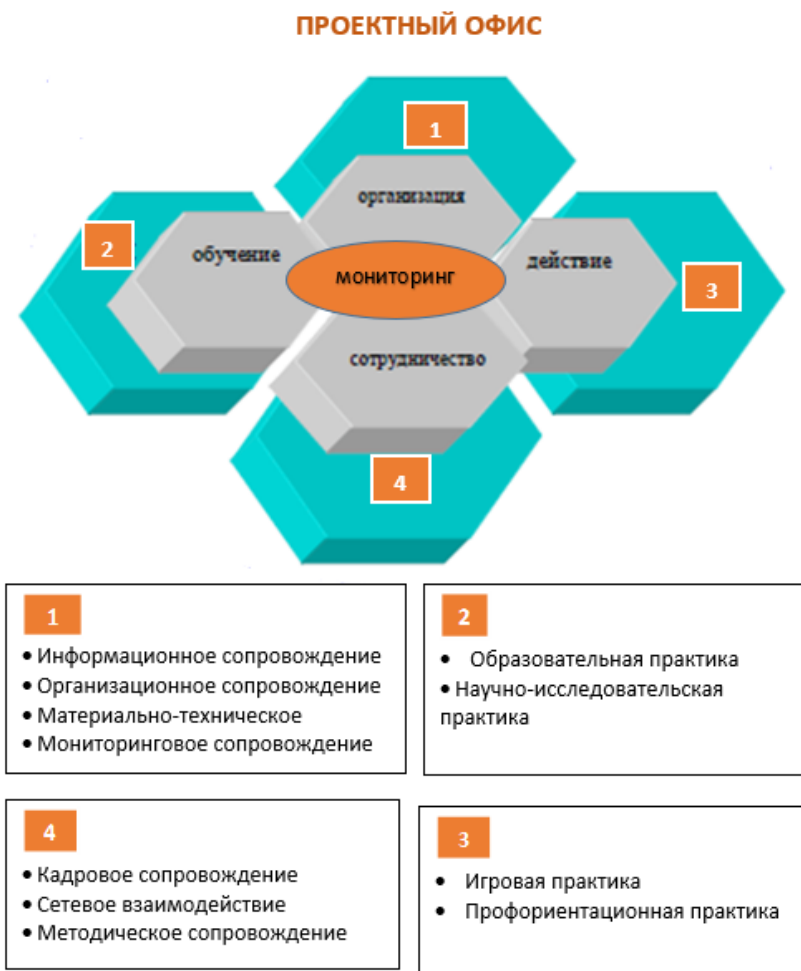 ПРОЕКТНЫЙ ОФИС
1
организация
2
обучение
действие
мониторинг
3
сотрудничество
4
1
• Информационное сопровождение
• Организационное сопровождение
• Материально-техническое
• Мониторинговое сопровождение
2
• Образовательная практика
• Научно-исследовательская
практика
4
• Кадровое сопровождение
• Сетевое взаимодействие
• Методическое сопровождение
3
• Игровая практика
• Профориентационная практика